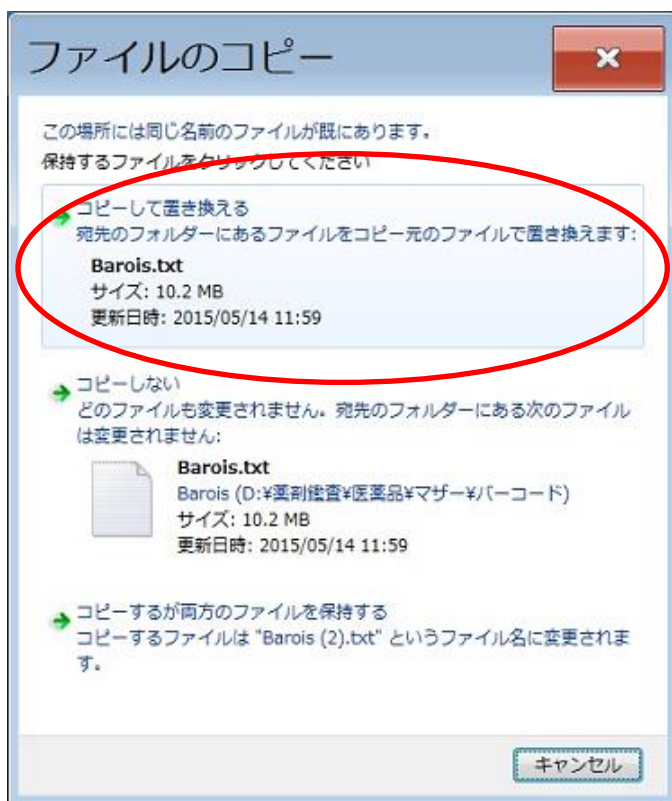 ファイルのコピー
この場所には同じ名前のファイルが既にあります。
保持するファイルをクリックしてください
コピーして置き換える
宛先のフォルダーにあるファイルをコピー元のファイルで置き換えます:
Barois.txt
サイズ: 10.2 MB
更新日時: 2015/05/14 11:59
コピーしない
どのファイルも変更されません。宛先のフォルダーにある次のファイル
は変更されません:
Barois.txt
Barois (D:¥薬剤鑑査¥医薬品¥マザー¥バーコード)
サイズ: 10.2 MB
更新日時: 2015/05/14 11:59
コピーするが両方のファイルを保持する
コピーするファイルは "Barois (2).txt" というファイル名に変更されま
す。
キャンセル